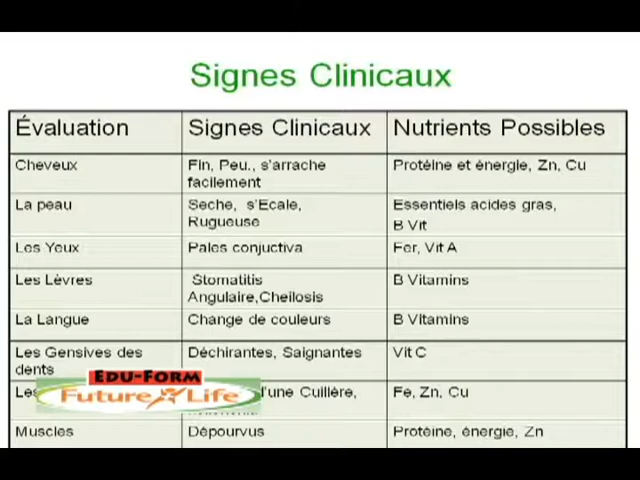 Signes Clinicaux
Évaluation Signes Clinicaux Nutrients Possibles
Cheveux Fin, Peu., s'arrache Protéine et énergie, Zn, Cu
facilement
La peau Seche, s'Ecale, Essentiels acides gras,
Rugueuse B Vit
Les Yeux Pales conjuctiva Fer, Vit A
Les Lèvres Stomatitis B Vitamins
Angulaire,Cheilosis
La Langue Change de couleurs B Vitamins
Les Gensives des Déchirantes, Saignantes Vit C
dents
d'une Cuillère, Fe, Zn, Cu
EDU-FORM
Future Life
Muscles Dépourvus Protéine, énergie, Zn